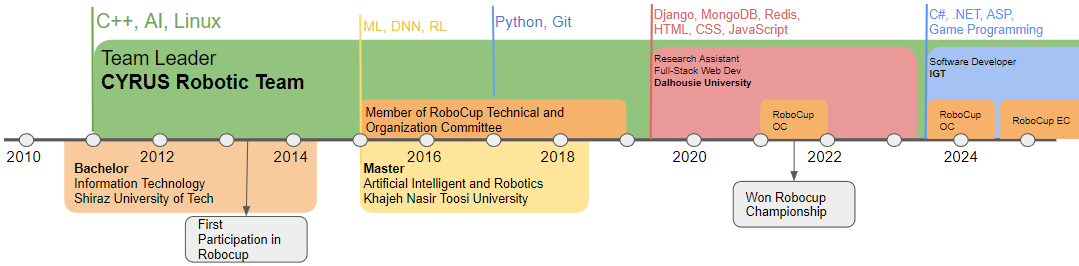 C++, AI, Linux
ML, DNN, RL
Python, Git
Django, MongoDB, Redis,
HTML, CSS, JavaScript
C#, .NET, ASP,
Game Programming
Team Leader
CYRUS Robotic Team
Research Assistant
Full-Stack Web Dev
Dalhousie University
Software Developer
IGT
Member of RoboCup Technical and
Organization Committee
RoboCup
OC
RoboCup
OC
RoboCup EC
2010
2012
2014
2016
2018
2020
2022
2024
Bachelor
Information Technology
Shiraz University of Tech
Master
Artificial Intelligent and Robotics
Khajeh Nasir Toosi University
First
Participation in
Robocup
Won Robocup
Championship